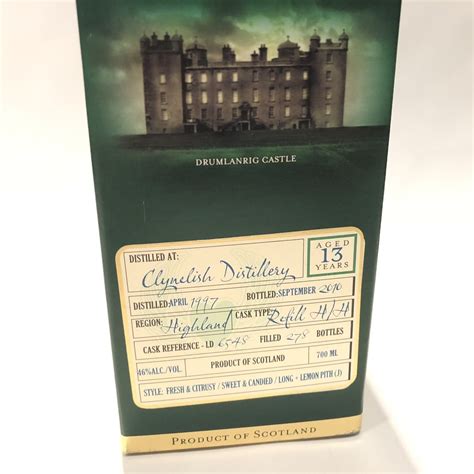 DRUMLANRIG CASTLE
DISTILLED AT:
Clynelish Distillery
AGED
13
YEARS
DISTILLED: APRIL 1997 BOTTLED: SEPTEMBER 2010
REGION: Highland CASK TYPE: Refill H/H
CASK REFERENCE - LD 6548 FILLED 278 BOTTLES
46%ALC./VOL. PRODUCT OF SCOTLAND 700 ML
STYLE: FRESH & CITRUSY / SWEET & CANDIED / LONG + LEMON PITH (J)
PRODUCT OF SCOTLAND